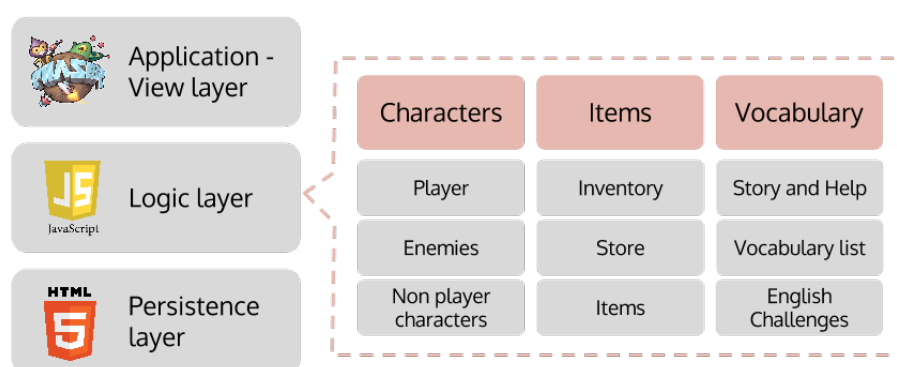 MASH
Application -
View layer
JS
JavaScript
Logic layer
HTML
5
Persistence
layer
Characters
Items
Vocabulary
Player
Inventory
Story and Help
Enemies
Store
Vocabulary list
Non player
characters
Items
English
Challenges